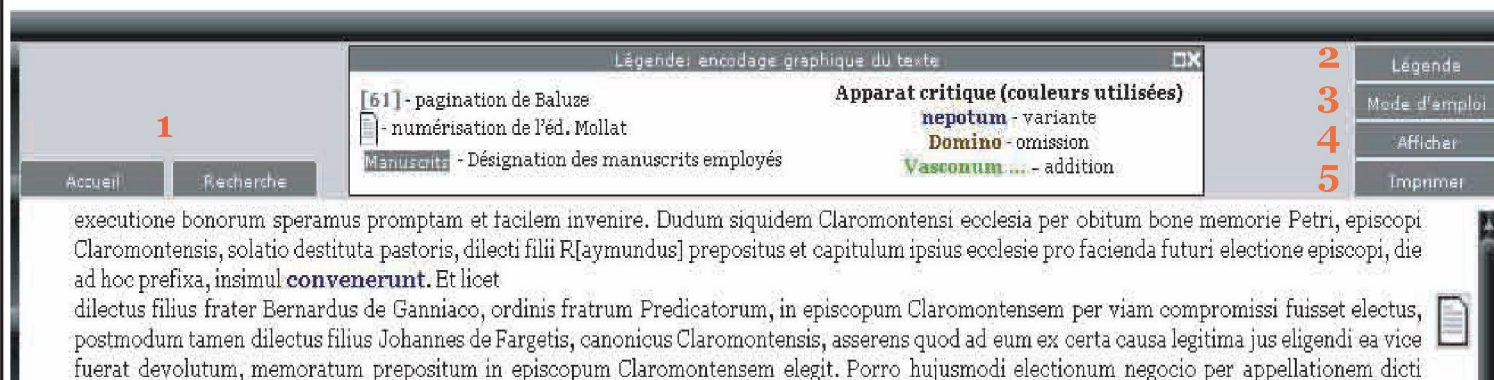 Légende: encodage graphique du texte
[61] - pagination de Baluze
- numérisation de l'éd. Mollat
Manuscrits - Désignation des manuscrits employés
Apparat critique (couleurs utilisées)
nepotum - variante
Domino - omission
Vasconum ... - addition
1
Accueil
Recherche
2
Légende
3
Mode d'emploi
4
Afficher
5
Imprimer
executione bonorum speramus promptam et facilem invenire. Dudum siquidem Claromontensi ecclesia per obitum bone memorie Petri, episcopi
Claromontensis, solatio destituta pastoris, dilecti filii R[aymundus] prepositus et capitulum ipsius ecclesie pro facienda futuri electione episcopi, die
ad hoc prefixa, insimul convenerunt. Et licet
dilectus filius frater Bernardus de Ganniaco, ordinis fratrum Predicatorum, in episcopum Claromontensem per viam compromissi fuisset electus,
postmodum tamen dilectus filius Johannes de Fargetis, canonicus Claromontensis, asserens quod ad eum ex certa causa legitima jus eligendi ea vice
fuerat devolutum, memoratum prepositum in episcopum Claromontensem elegit. Porro hujusmodi electionum negocio per appellationem dicti